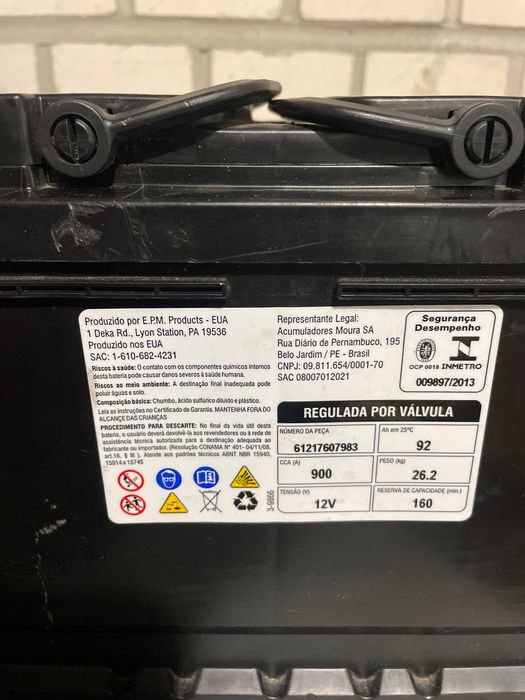 Produzido por E.P.M. Products - EUA
1 Deka Rd., Lyon Station, PA 19536
Produzido nos EUA
SAC: 1-610-682-4231
Riscos à saúde: O contato com os componentes químicos internos
desta bateria pode causar danos severos à saúde humana.
Riscos ao meio ambiente: A destinação final inadequada pode
poluir águas e solo.
Composição básica: Chumbo, ácido sulfúrico diluído e plástico.
Leia as instruções no Certificado de Garantia. MANTENHA FORA DO
ALCANCE DAS CRIANÇAS
PROCEDIMENTO PARA DESCARTE: No final da vida útil desta
bateria, o usuário deverá devolvê-la aos revendedores ou à rede de
assistência técnica autorizada para a destinação adequada ao
fabricante ou importador. (Resolução CONAMA nº 401- 04/11/08,
art.16, § III ). Atende aos padrões técnicos ABNT NBR 15940,
15914 e 15745
Representante Legal:
Acumuladores Moura SA
Rua Diário de Pernambuco, 195
Belo Jardim / PE - Brasil
CNPJ: 09.811.654/0001-70
SAC 08007012021
Segurança
Desempenho
OCP 0018 INMETRO
009897/2013
REGULADA POR VÁLVULA
NÚMERO DA PEÇA
61217607983
Ah em 25ºC
92
CCA (A)
900
PESO (kg)
26.2
TENSÃO (V)
12V
RESERVA DE CAPACIDADE (min.)
160
3-9866